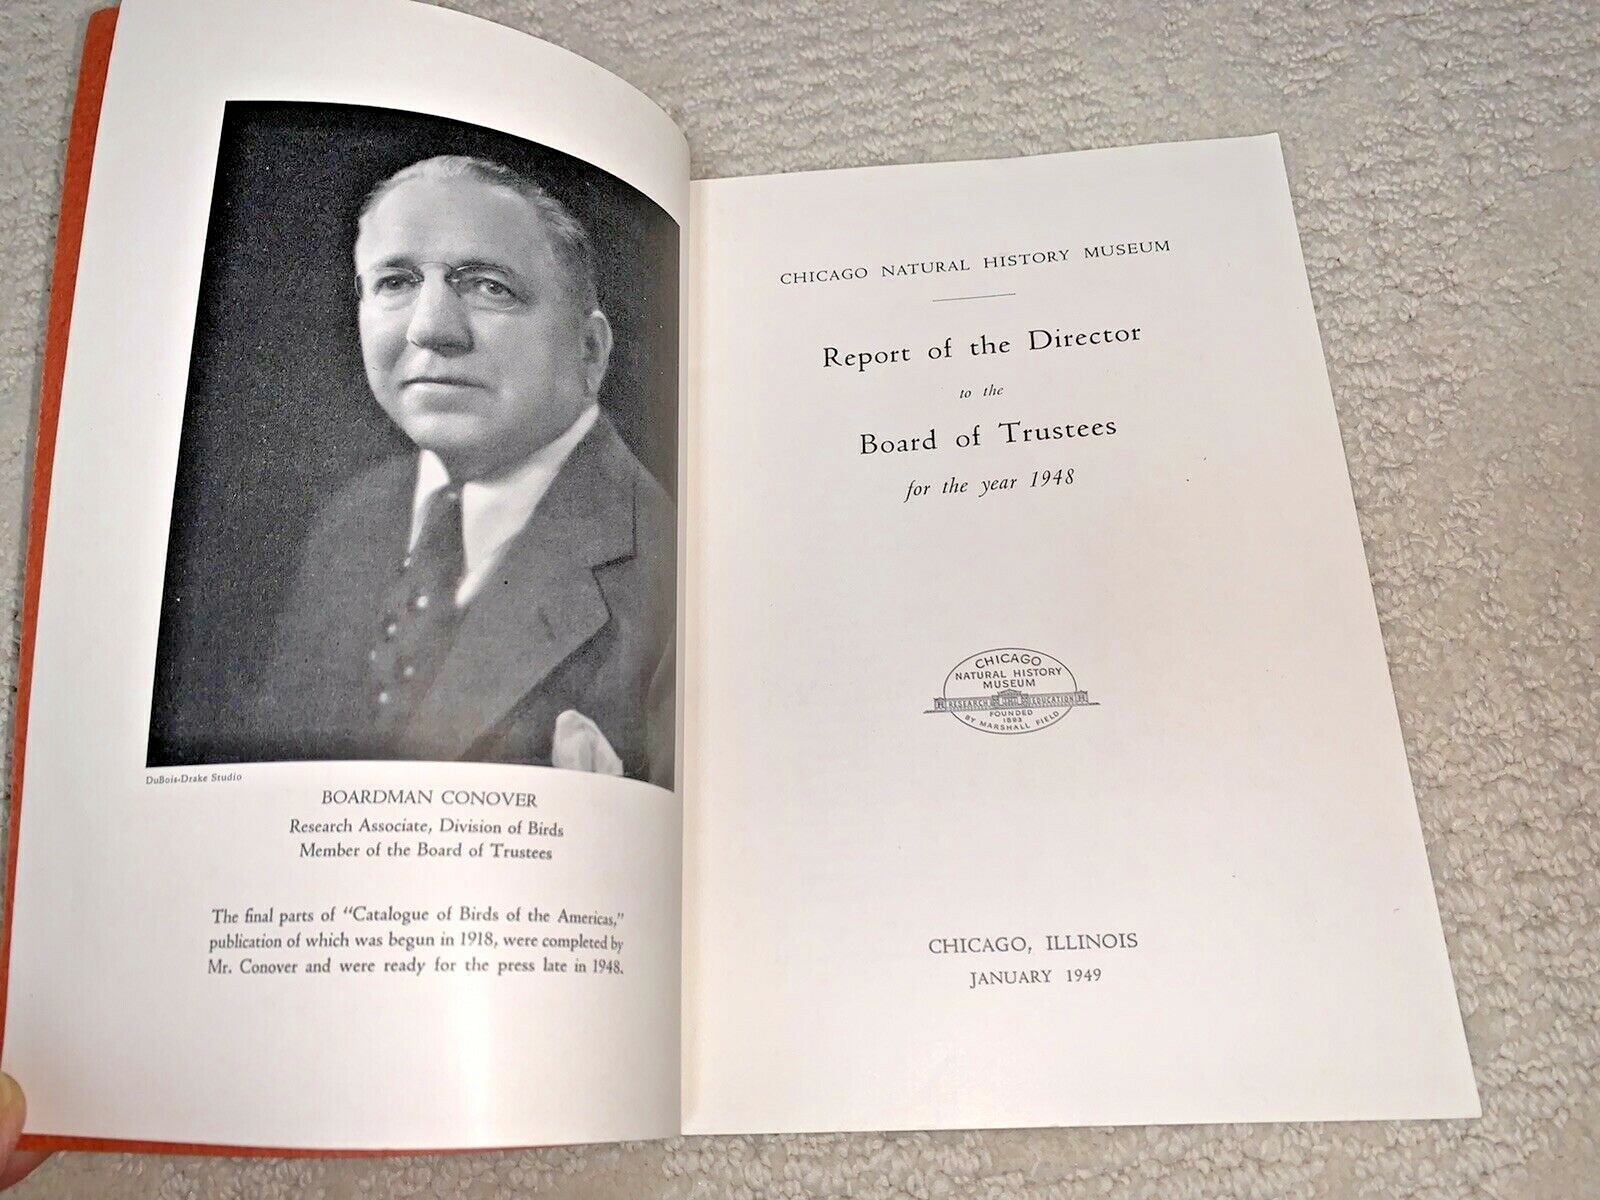 DuBois-Drake Studio
BOARDMAN CONOVER
Research Associate, Division of Birds
Member of the Board of Trustees
The final parts of "Catalogue of Birds of the Americas,"
publication of which was begun in 1918, were completed by
Mr. Conover and were ready for the press late in 1948.
CHICAGO NATURAL HISTORY MUSEUM
Report of the Director
to the
Board of Trustees
for the year 1948
CHICAGO
NATURAL HISTORY
MUSEUM
RESEARCH EDUCATION
FOUNDED
1893
BY MARSHALL FIELD
CHICAGO, ILLINOIS
JANUARY 1949